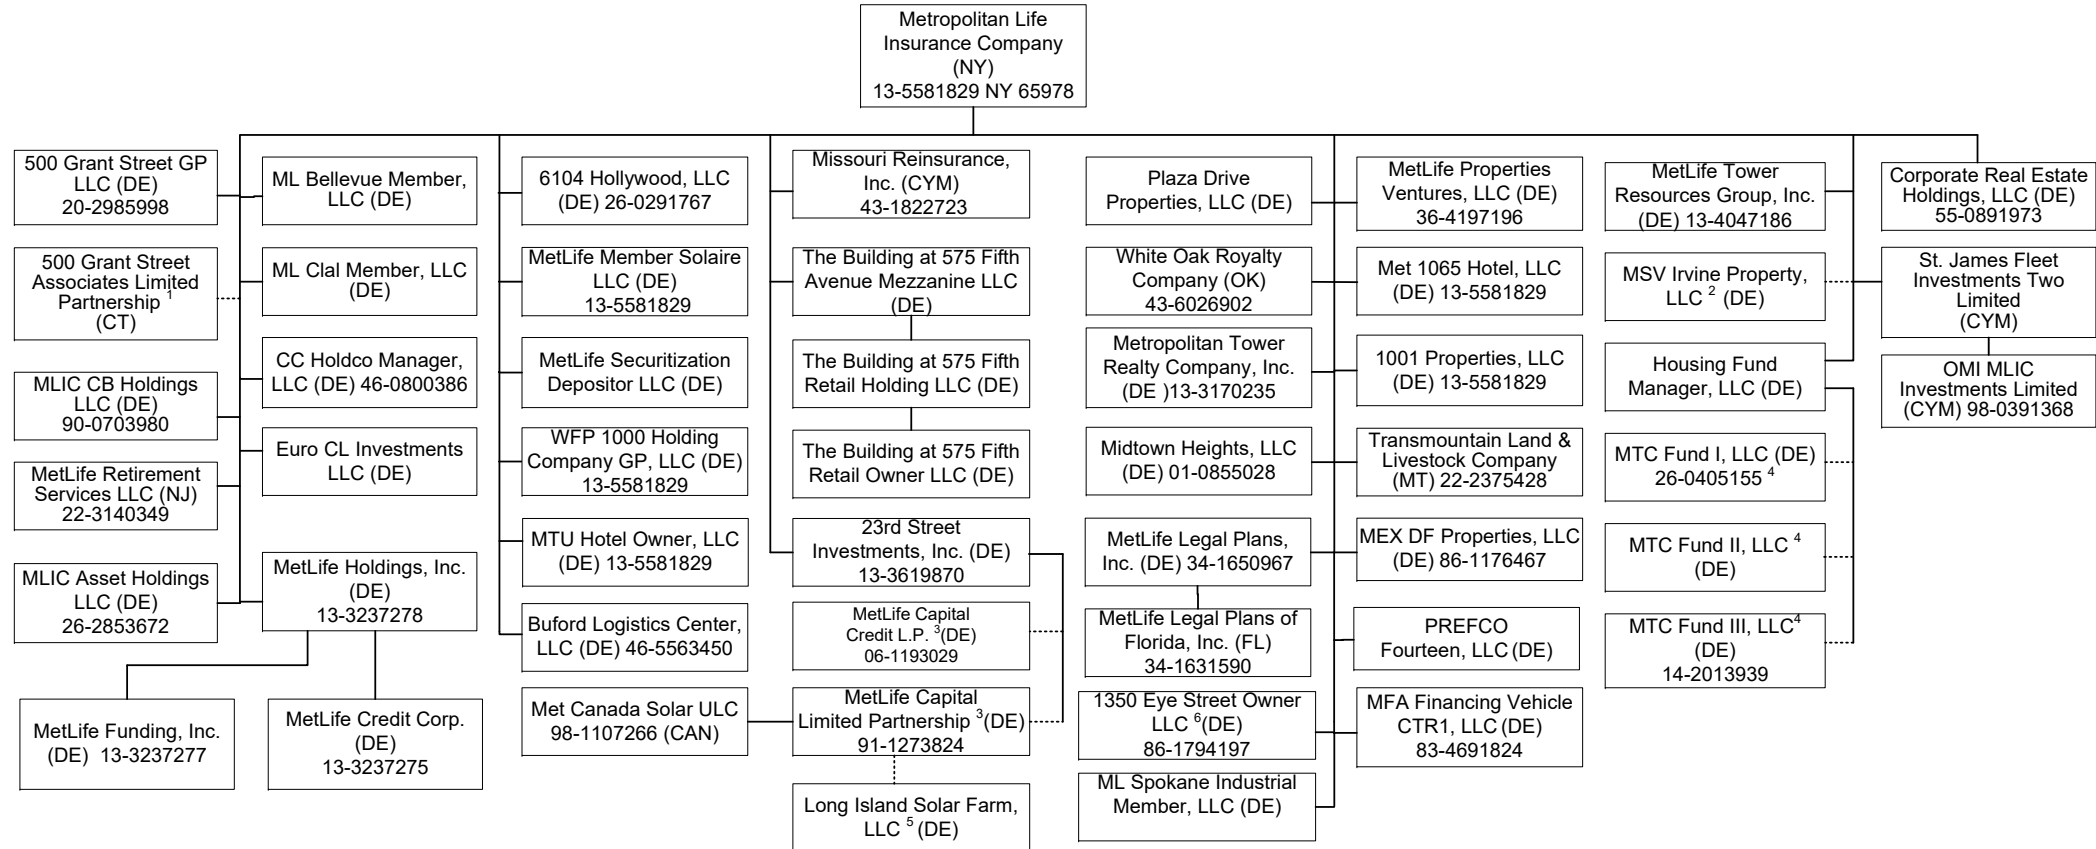 Metropolitan Life
Insurance Company
(NY)
13-5581829 NY 65978
500 Grant Street GP
LLC (DE)
20-2985998
500 Grant Street
Associates Limited
Partnership 1
(CT)
MLIC CB Holdings
LLC (DE)
90-0703980
MetLife Retirement
Services LLC (NJ)
22-3140349
MLIC Asset Holdings
LLC (DE)
26-2853672
ML Bellevue Member,
LLC (DE)
ML Clal Member, LLC
(DE)
CC Holdco Manager,
LLC (DE) 46-0800386
Euro CL Investments
LLC (DE)
MetLife Holdings, Inc.
(DE)
13-3237278
MetLife Funding, Inc.
(DE) 13-3237277
MetLife Credit Corp.
(DE)
13-3237275
6104 Hollywood, LLC
(DE) 26-0291767
MetLife Member Solaire
LLC (DE)
13-5581829
MetLife Securitization
Depositor LLC (DE)
WFP 1000 Holding
Company GP, LLC (DE)
13-5581829
MTU Hotel Owner, LLC
(DE) 13-5581829
Buford Logistics Center,
LLC (DE) 46-5563450
Met Canada Solar ULC
98-1107266 (CAN)
Missouri Reinsurance,
Inc. (CYM)
43-1822723
The Building at 575 Fifth
Avenue Mezzanine LLC
(DE)
The Building at 575 Fifth
Retail Holding LLC (DE)
The Building at 575 Fifth
Retail Owner LLC (DE)
23rd Street
Investments, Inc. (DE)
13-3619870
MetLife Capital
Credit L.P. 3(DE)
06-1193029
MetLife Capital
Limited Partnership 3(DE)
91-1273824
Long Island Solar Farm,
LLC 5 (DE)
Plaza Drive
Properties, LLC (DE)
White Oak Royalty
Company (OK)
43-6026902
Metropolitan Tower
Realty Company, Inc.
(DE )13-3170235
Midtown Heights, LLC
(DE) 01-0855028
MetLife Legal Plans,
Inc. (DE) 34-1650967
MetLife Legal Plans of
Florida, Inc. (FL)
34-1631590
1350 Eye Street Owner
LLC 6(DE)
86-1794197
ML Spokane Industrial
Member, LLC (DE)
MetLife Properties
Ventures, LLC (DE)
36-4197196
Met 1065 Hotel, LLC
(DE) 13-5581829
1001 Properties, LLC
(DE) 13-5581829
Transmountain Land &
Livestock Company
(MT) 22-2375428
MEX DF Properties, LLC
(DE) 86-1176467
PREFCO
Fourteen, LLC (DE)
MFA Financing Vehicle
CTR1, LLC (DE)
83-4691824
MetLife Tower
Resources Group, Inc.
(DE) 13-4047186
MSV Irvine Property,
LLC 2 (DE)
Housing Fund
Manager, LLC (DE)
MTC Fund I, LLC (DE)
26-0405155 4
MTC Fund II, LLC 4
(DE)
MTC Fund III, LLC4
(DE)
14-2013939
Corporate Real Estate
Holdings, LLC (DE)
55-0891973
St. James Fleet
Investments Two
Limited
(CYM)
OMI MLIC
Investments Limited
(CYM) 98-0391368